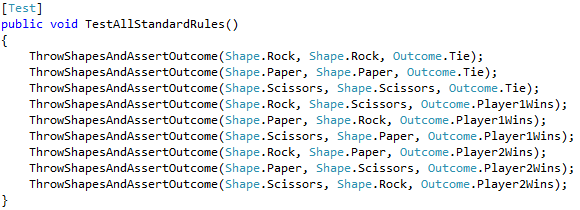 [Test]
public void TestAllStandardRules()
{
    ThrowShapesAndAssertOutcome(Shape.Rock, Shape.Rock, Outcome.Tie);
    ThrowShapesAndAssertOutcome(Shape.Paper, Shape.Paper, Outcome.Tie);
    ThrowShapesAndAssertOutcome(Shape.Scissors, Shape.Scissors, Outcome.Tie);
    ThrowShapesAndAssertOutcome(Shape.Rock, Shape.Scissors, Outcome.Player1Wins);
    ThrowShapesAndAssertOutcome(Shape.Paper, Shape.Rock, Outcome.Player1Wins);
    ThrowShapesAndAssertOutcome(Shape.Scissors, Shape.Paper, Outcome.Player1Wins);
    ThrowShapesAndAssertOutcome(Shape.Rock, Shape.Paper, Outcome.Player2Wins);
    ThrowShapesAndAssertOutcome(Shape.Paper, Shape.Scissors, Outcome.Player2Wins);
    ThrowShapesAndAssertOutcome(Shape.Scissors, Shape.Rock, Outcome.Player2Wins);
}